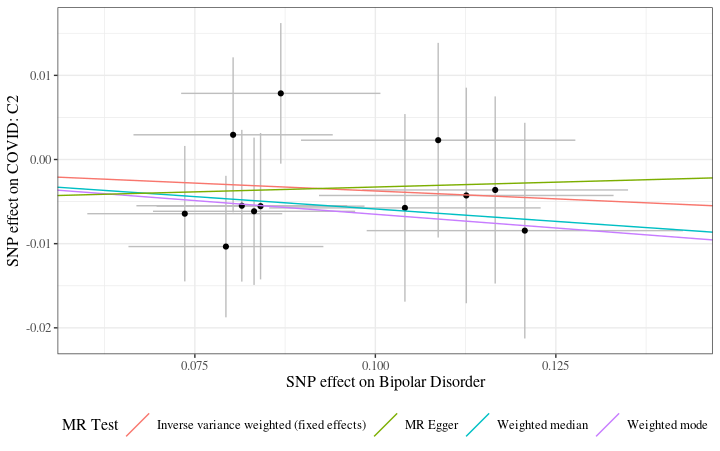 SNP effect on COVID: C2
0.01
0.00
-0.01
-0.02
0.075 0.100 0.125
SNP effect on Bipolar Disorder
MR Test Inverse variance weighted (fixed effects) MR Egger Weighted median Weighted mode